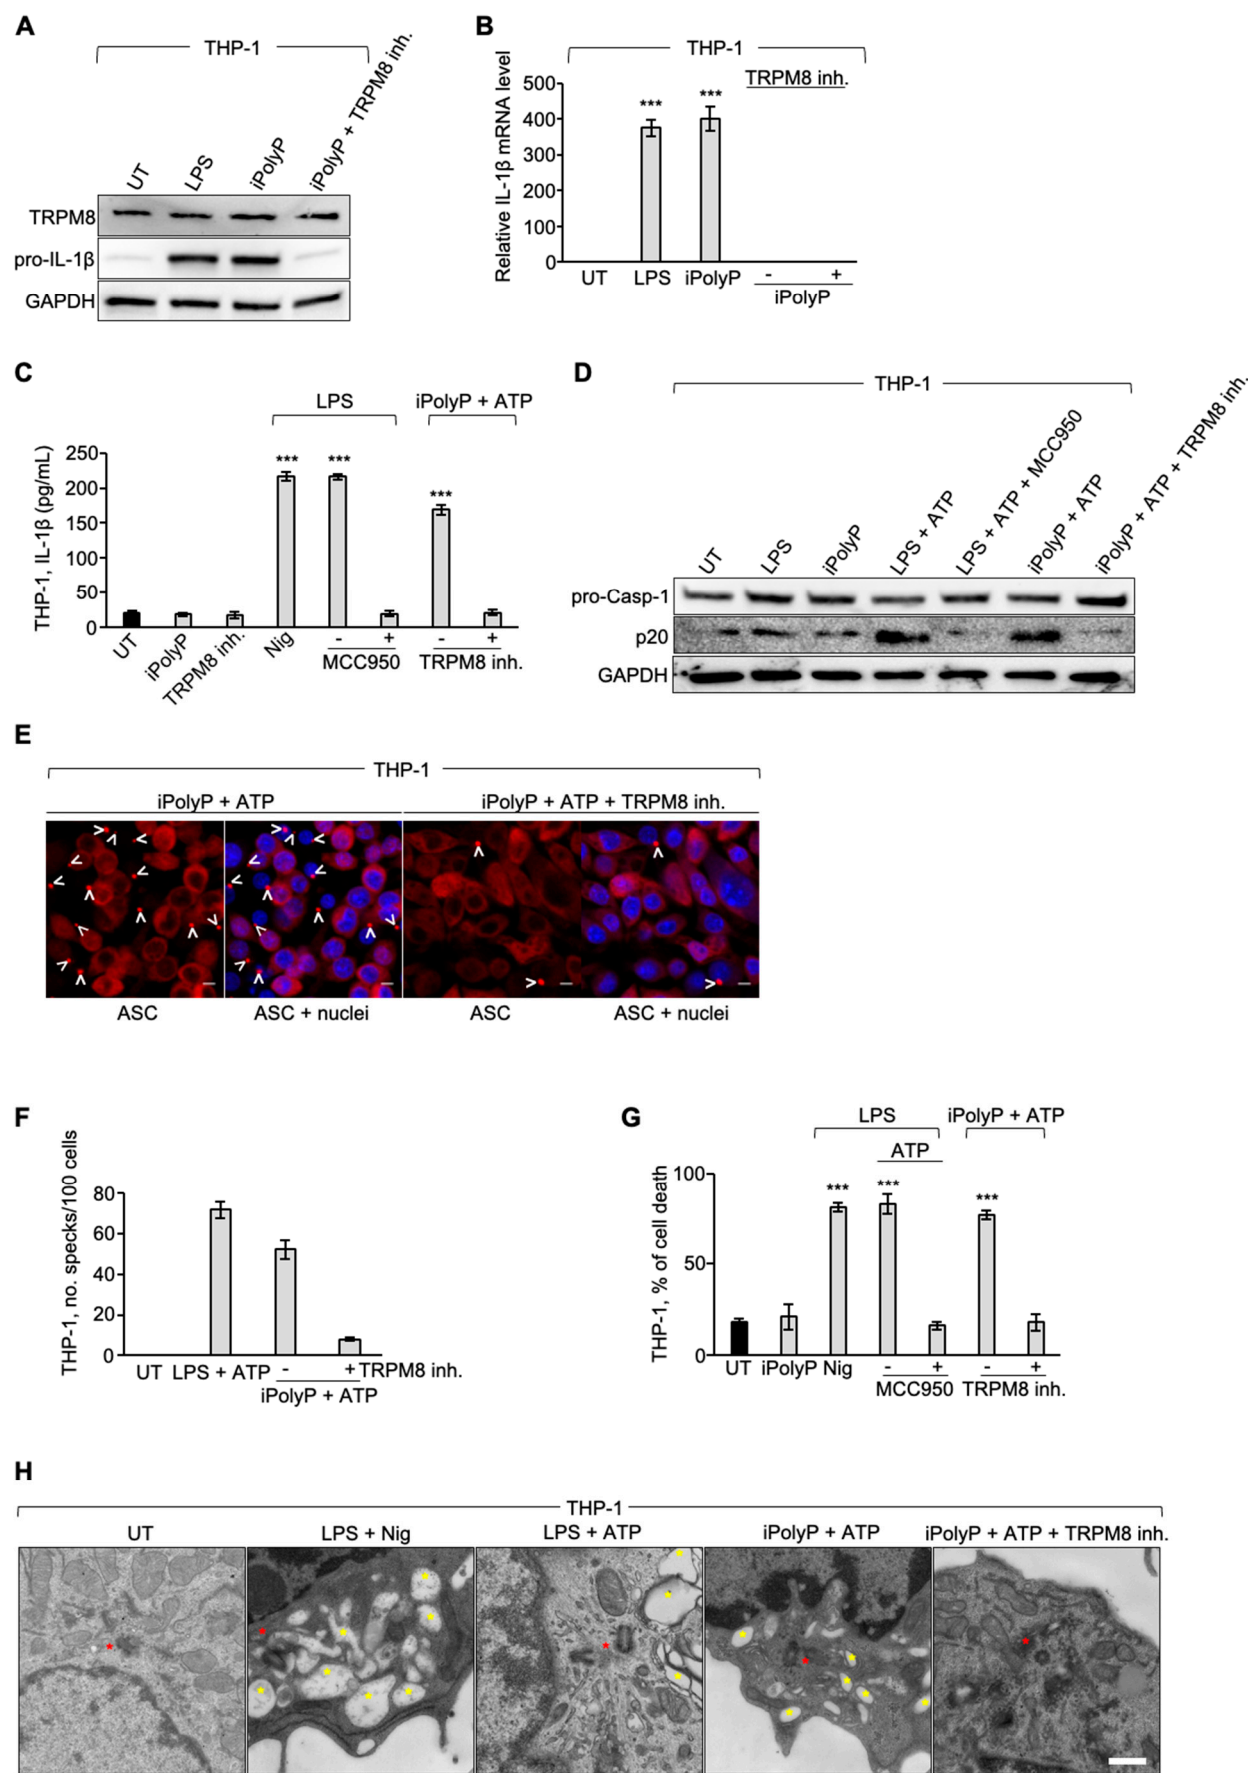 A
THP-1
UT
LPS
iPolyP
iPolyP + TRPM8 inh.
TRPM8
pro-IL-1β
GAPDH
B
THP-1
TRPM8 inh.
Relative IL-1β mRNA level
500
400
300
200
100
0
***
***
UT
LPS
iPolyP
-
+
iPolyP
C
LPS
iPolyP + ATP
THP-1, IL-1β (pg/mL)
250
200
150
100
50
0
***
***
***
UT
iPolyP
TRPM8 inh.
Nig
-
+
-
+
MCC950
TRPM8 inh.
D
THP-1
UT
LPS
iPolyP
LPS + ATP
LPS + ATP + MCC950
iPolyP + ATP
iPolyP + ATP + TRPM8 inh.
pro-Casp-1
p20
GAPDH
E
THP-1
iPolyP + ATP
iPolyP + ATP + TRPM8 inh.
ASC
ASC + nuclei
ASC
ASC + nuclei
F
THP-1, no. specks/100 cells
80
60
40
20
0
UT
LPS + ATP
-
+
TRPM8 inh.
iPolyP + ATP
G
LPS
iPolyP + ATP
ATP
THP-1, % of cell death
100
50
0
***
***
***
UT
iPolyP
Nig
-
+
-
+
MCC950
TRPM8 inh.
H
THP-1
UT
LPS + Nig
LPS + ATP
iPolyP + ATP
iPolyP + ATP + TRPM8 inh.